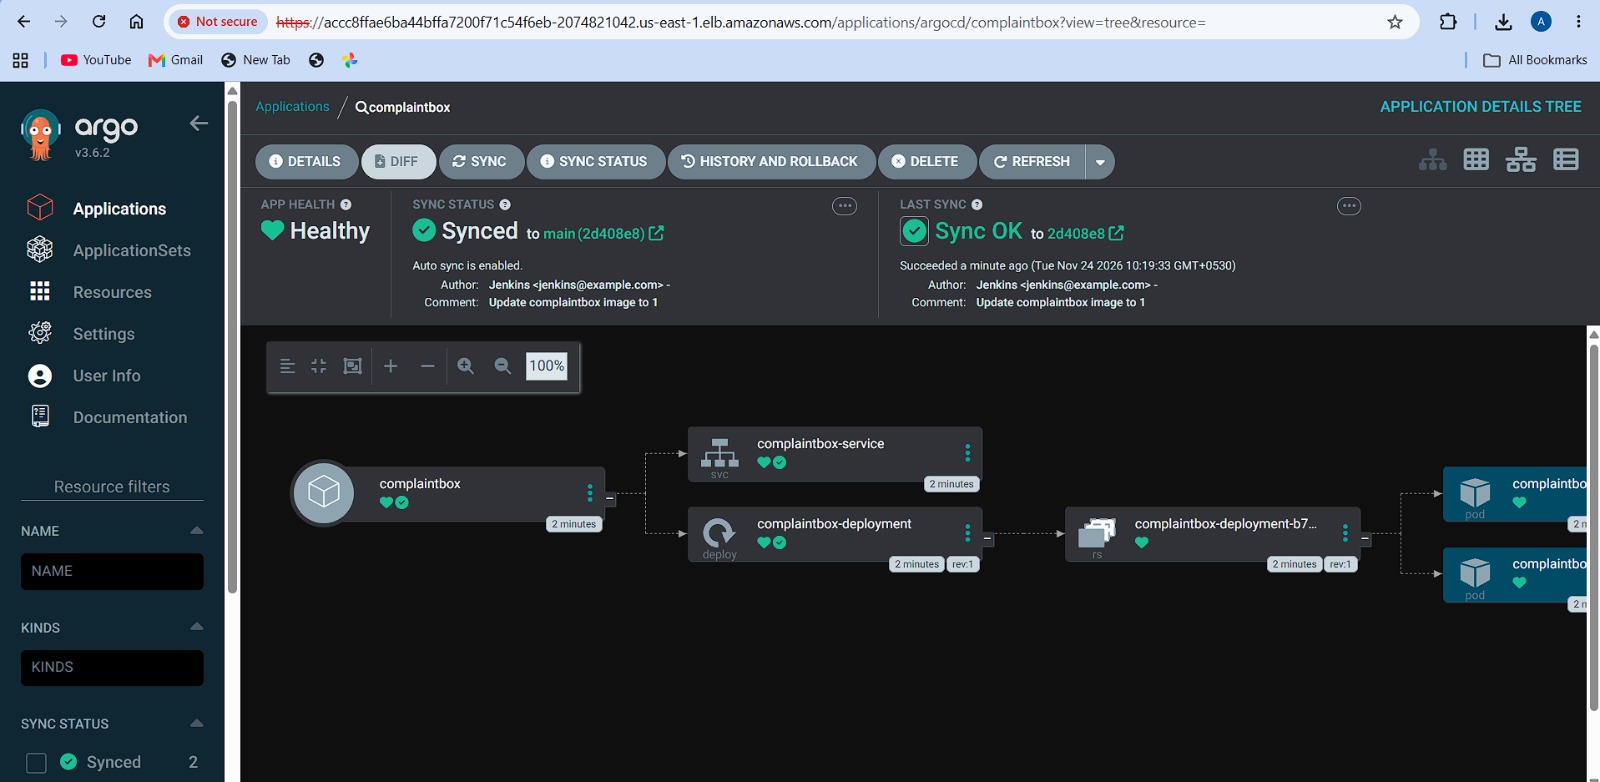 Not secure https://accc8ffae6ba44bffa7200f71c54f6eb-2074821042.us-east-1.elb.amazonaws.com/applications/argocd/complaintbox?view=tree&resource=
A
YouTube Gmail New Tab All Bookmarks
argo
v3.6.2
Applications
ApplicationSets
Resources
Settings
User Info
Documentation
Resource filters
NAME
NAME
KINDS
KINDS
SYNC STATUS
Synced 2
Applications / complaintbox APPLICATION DETAILS TREE
DETAILS DIFF SYNC SYNC STATUS HISTORY AND ROLLBACK DELETE REFRESH
APP HEALTH
Healthy
SYNC STATUS
Synced to main (2d408e8)
Auto sync is enabled.
Author: Jenkins <jenkins@example.com> -
Comment: Update complaintbox image to 1
LAST SYNC
Sync OK to 2d408e8
Succeeded a minute ago (Tue Nov 24 2026 10:19:33 GMT+0530)
Author: Jenkins <jenkins@example.com> -
Comment: Update complaintbox image to 1
100%
complaintbox
2 minutes
complaintbox-service
svc
2 minutes
complaintbox-deployment
deploy
2 minutes rev:1
complaintbox-deployment-b7...
rs
2 minutes rev:1
complaintbo
pod
2 m
complaintbo
pod
2 m